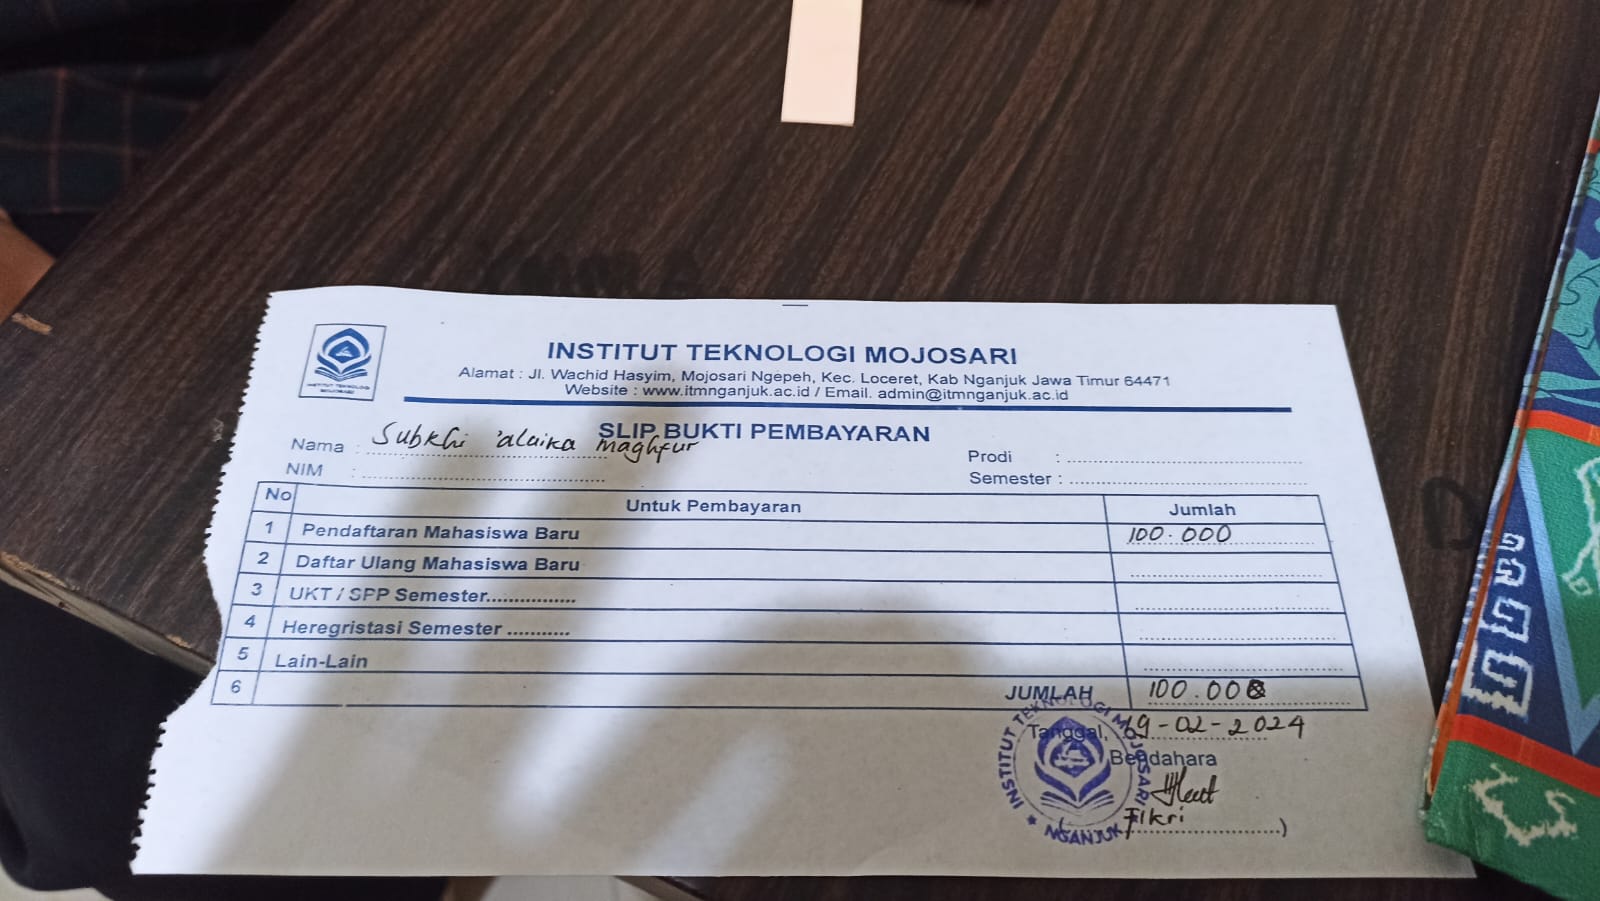 INSTITUT TEKNOLOGI MOJOSARI
INSTITUT TEKNOLOGI MOJOSARI
Alamat : Jl. Wachid Hasyim, Mojosari Ngepeh, Kec. Loceret, Kab Nganjuk Jawa Timur 64471
Website : www.itmnganjuk.ac.id / Email. admin@itmnganjuk.ac.id
SLIP BUKTI PEMBAYARAN
Nama : Subkhi 'alaika maghfur
Prodi :
NIM :
Semester :
No Untuk Pembayaran Jumlah
1 Pendaftaran Mahasiswa Baru 100.000
2 Daftar Ulang Mahasiswa Baru
3 UKT / SPP Semester................
4 Heregristasi Semester ...........
5 Lain-Lain
6 JUMLAH 100.000
Tanggal, 19-02-2024
Bendahara
Fikri
INSTITUT TEKNOLOGI MOJOSARI
NGANJUK